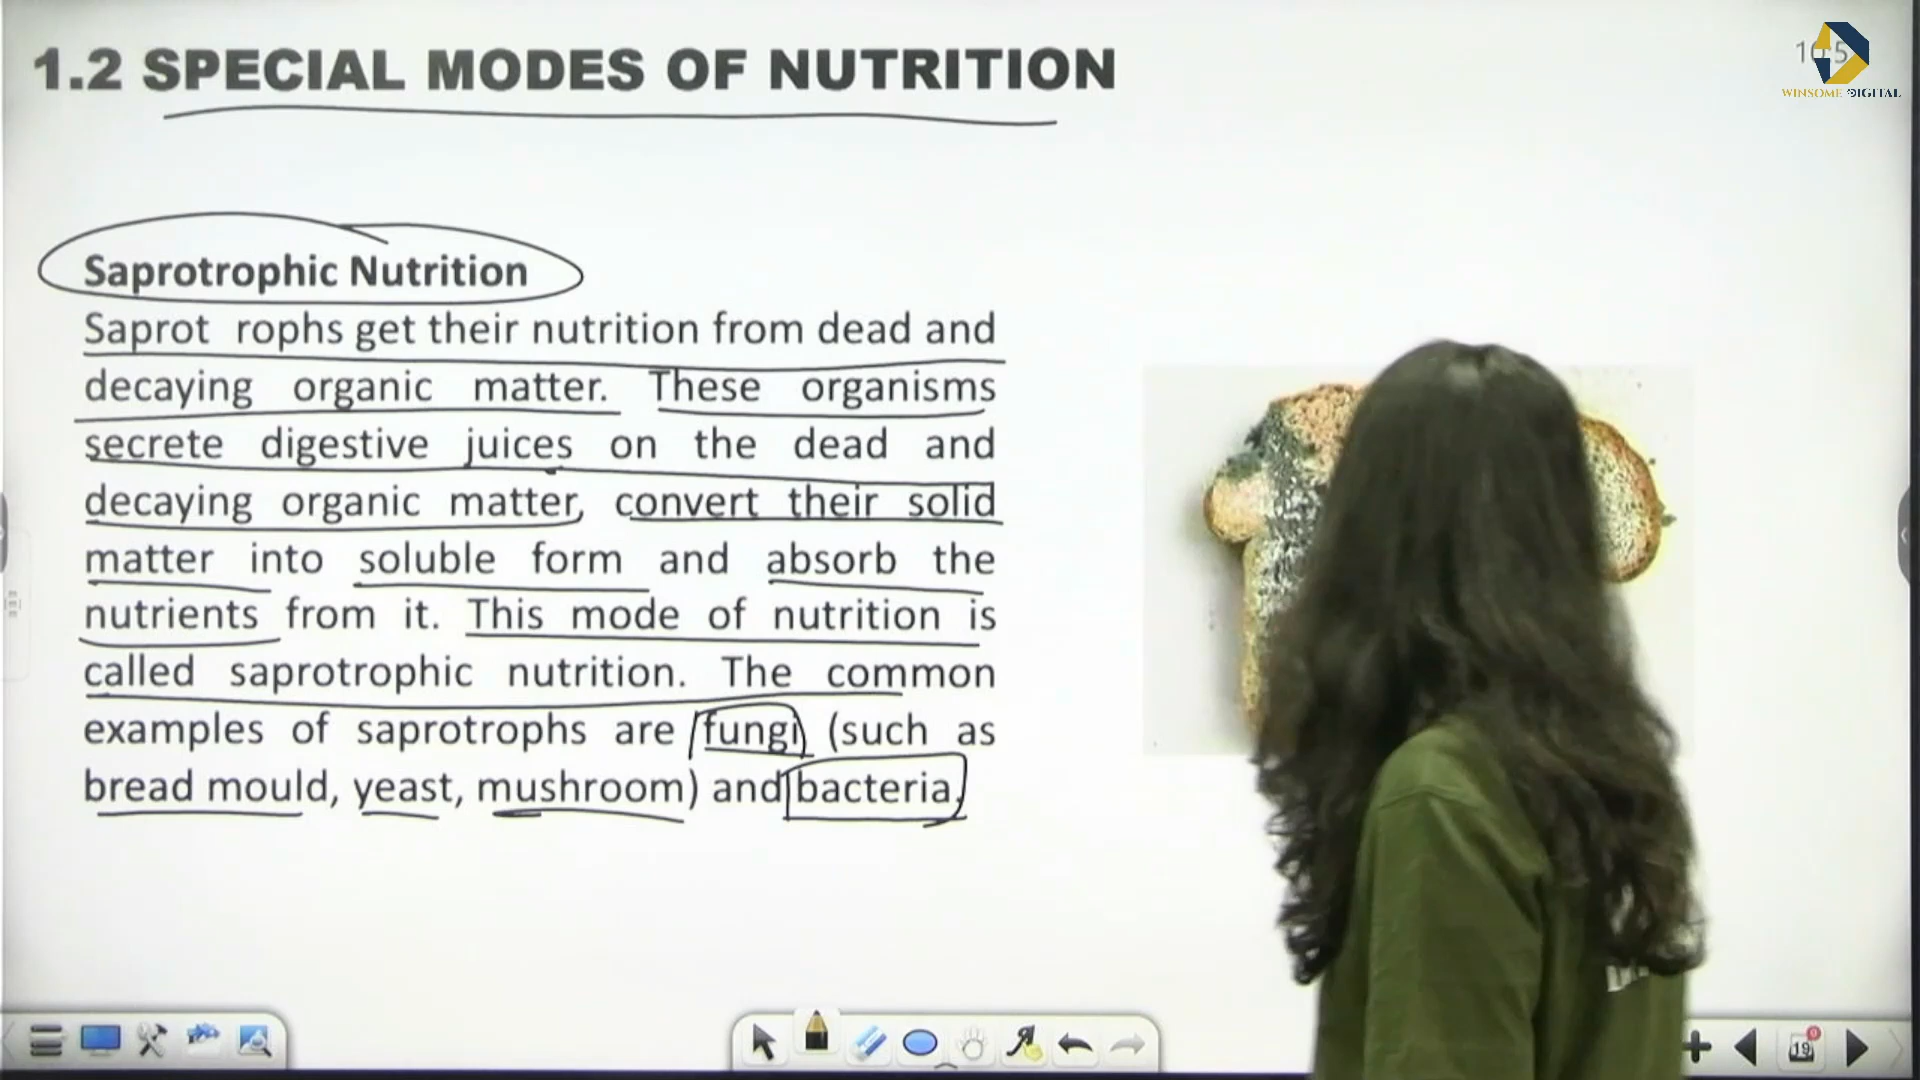 1.2 SPECIAL MODES OF NUTRITION
WINSOME DIGITAL
Saprotrophic Nutrition
Saprot rophs get their nutrition from dead and
decaying organic matter. These organisms
secrete digestive juices on the dead and
decaying organic matter, convert their solid
matter into soluble form and absorb the
nutrients from it. This mode of nutrition is
called saprotrophic nutrition. The common
examples of saprotrophs are fungi (such as
bread mould, yeast, mushroom) and bacteria.
19